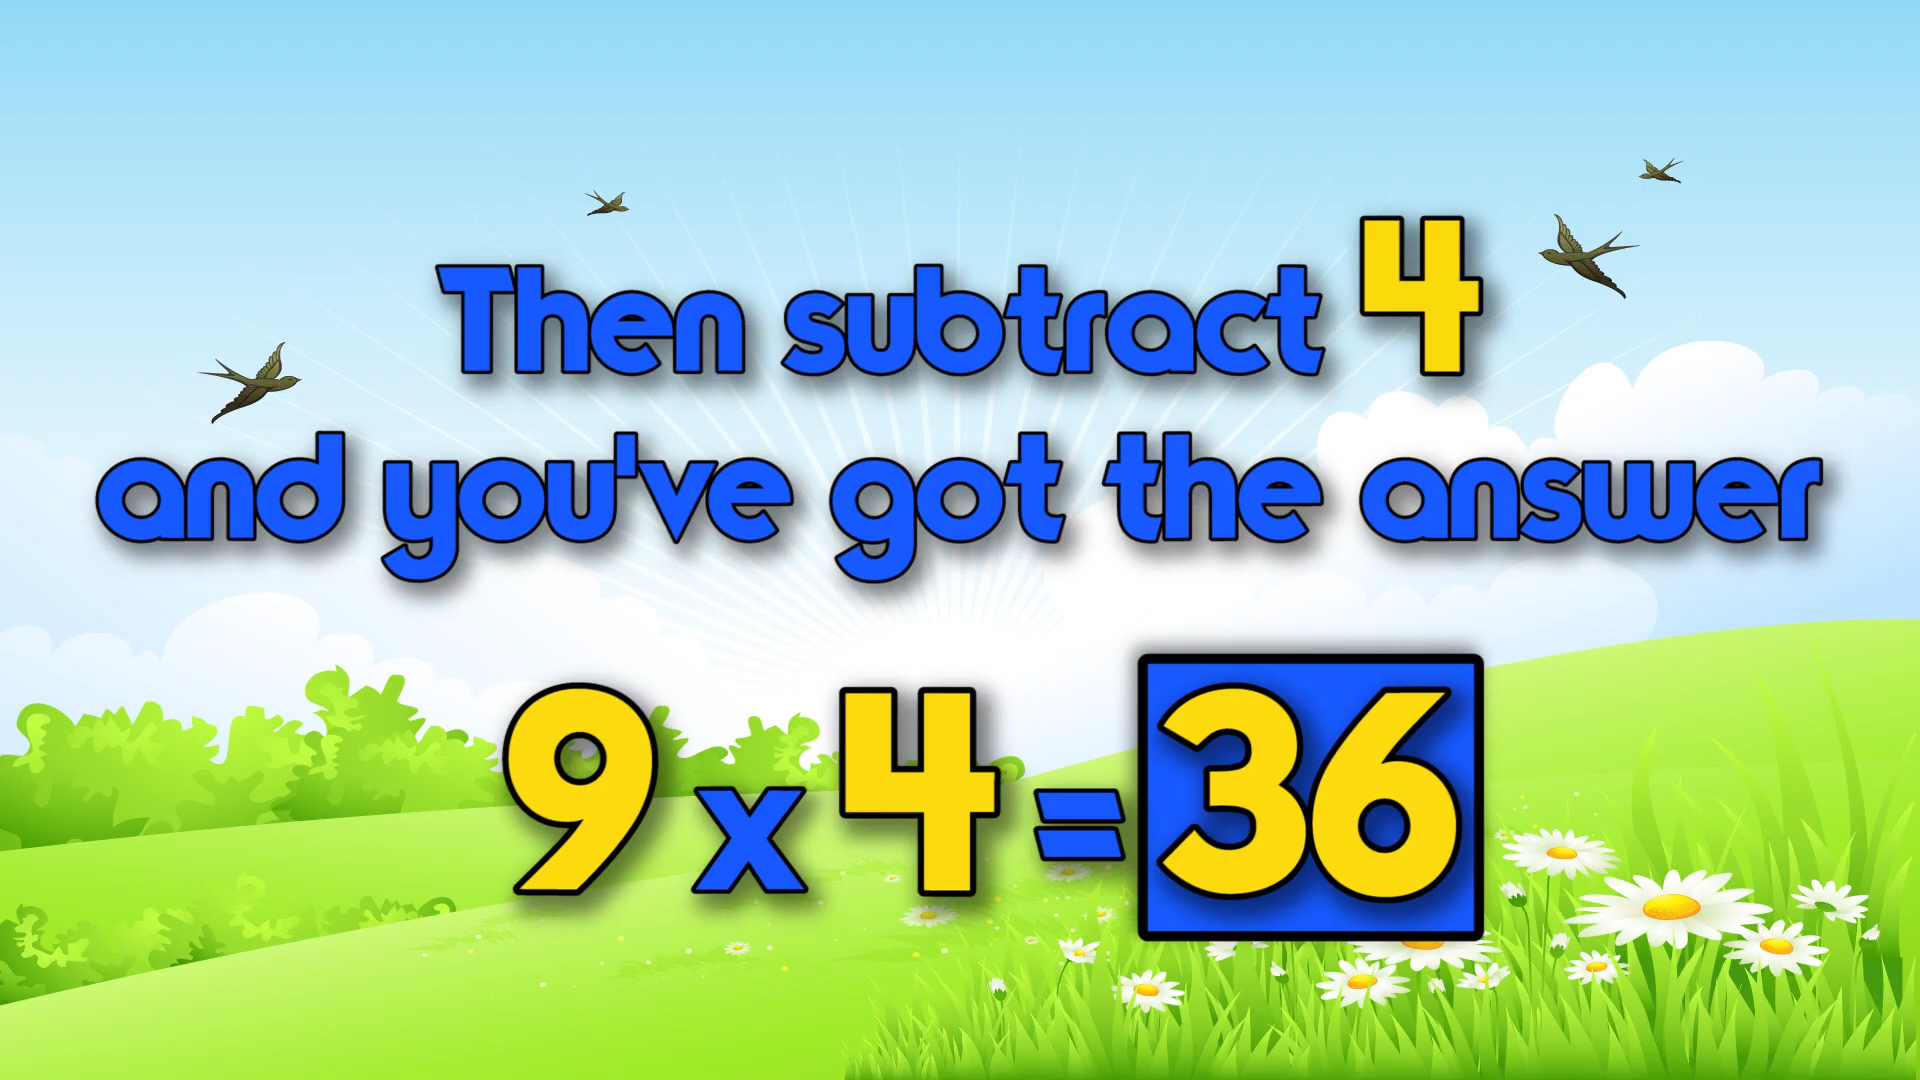 Then subtract 4
and you've got the answer
9 x 4 = 36